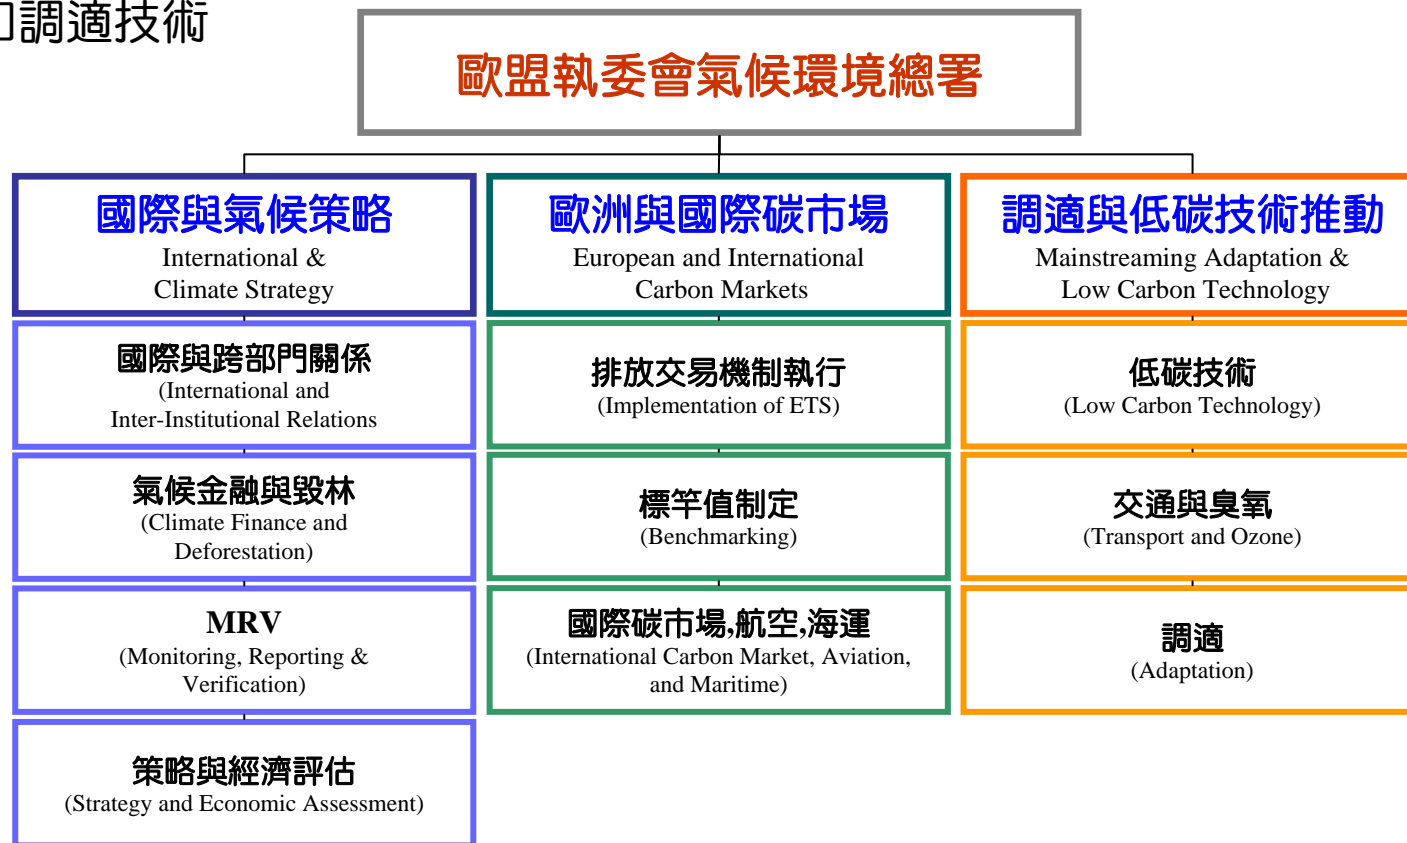 調適技術
歐盟執委會氣候環境總署
國際與氣候策略
International &
Climate Strategy
國際與跨部門關係
(International and
Inter-Institutional Relations
氣候金融與毀林
(Climate Finance and
Deforestation)
MRV
(Monitoring, Reporting &
Verification)
策略與經濟評估
(Strategy and Economic Assessment)
歐洲與國際碳市場
European and International
Carbon Markets
排放交易機制執行
(Implementation of ETS)
標竿值制定
(Benchmarking)
國際碳市場,航空,海運
(International Carbon Market, Aviation,
and Maritime)
調適與低碳技術推動
Mainstreaming Adaptation &
Low Carbon Technology
低碳技術
(Low Carbon Technology)
交通與臭氧
(Transport and Ozone)
調適
(Adaptation)